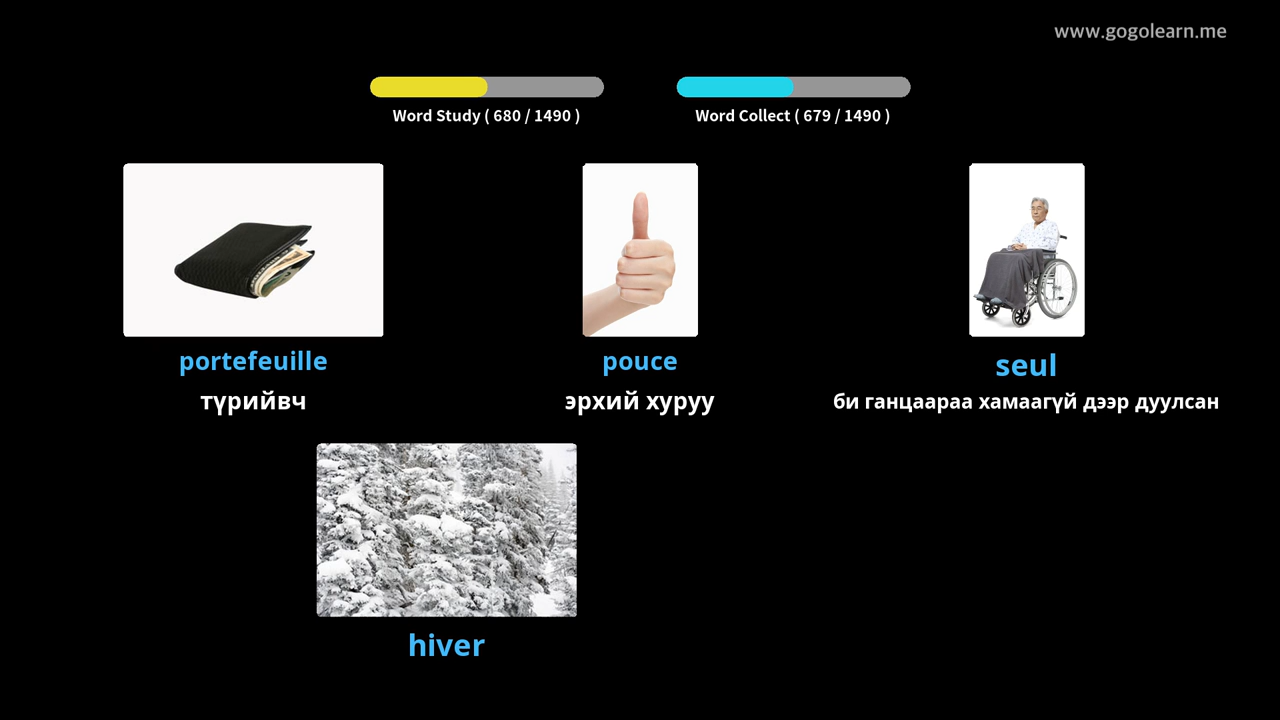 www.gogolearn.me
Word Study ( 680 / 1490 )
Word Collect ( 679 / 1490 )
portefeuille
түрийвч
pouce
эрхий хуруу
seul
би ганцаараа хамаагүй дээр дуулсан
hiver